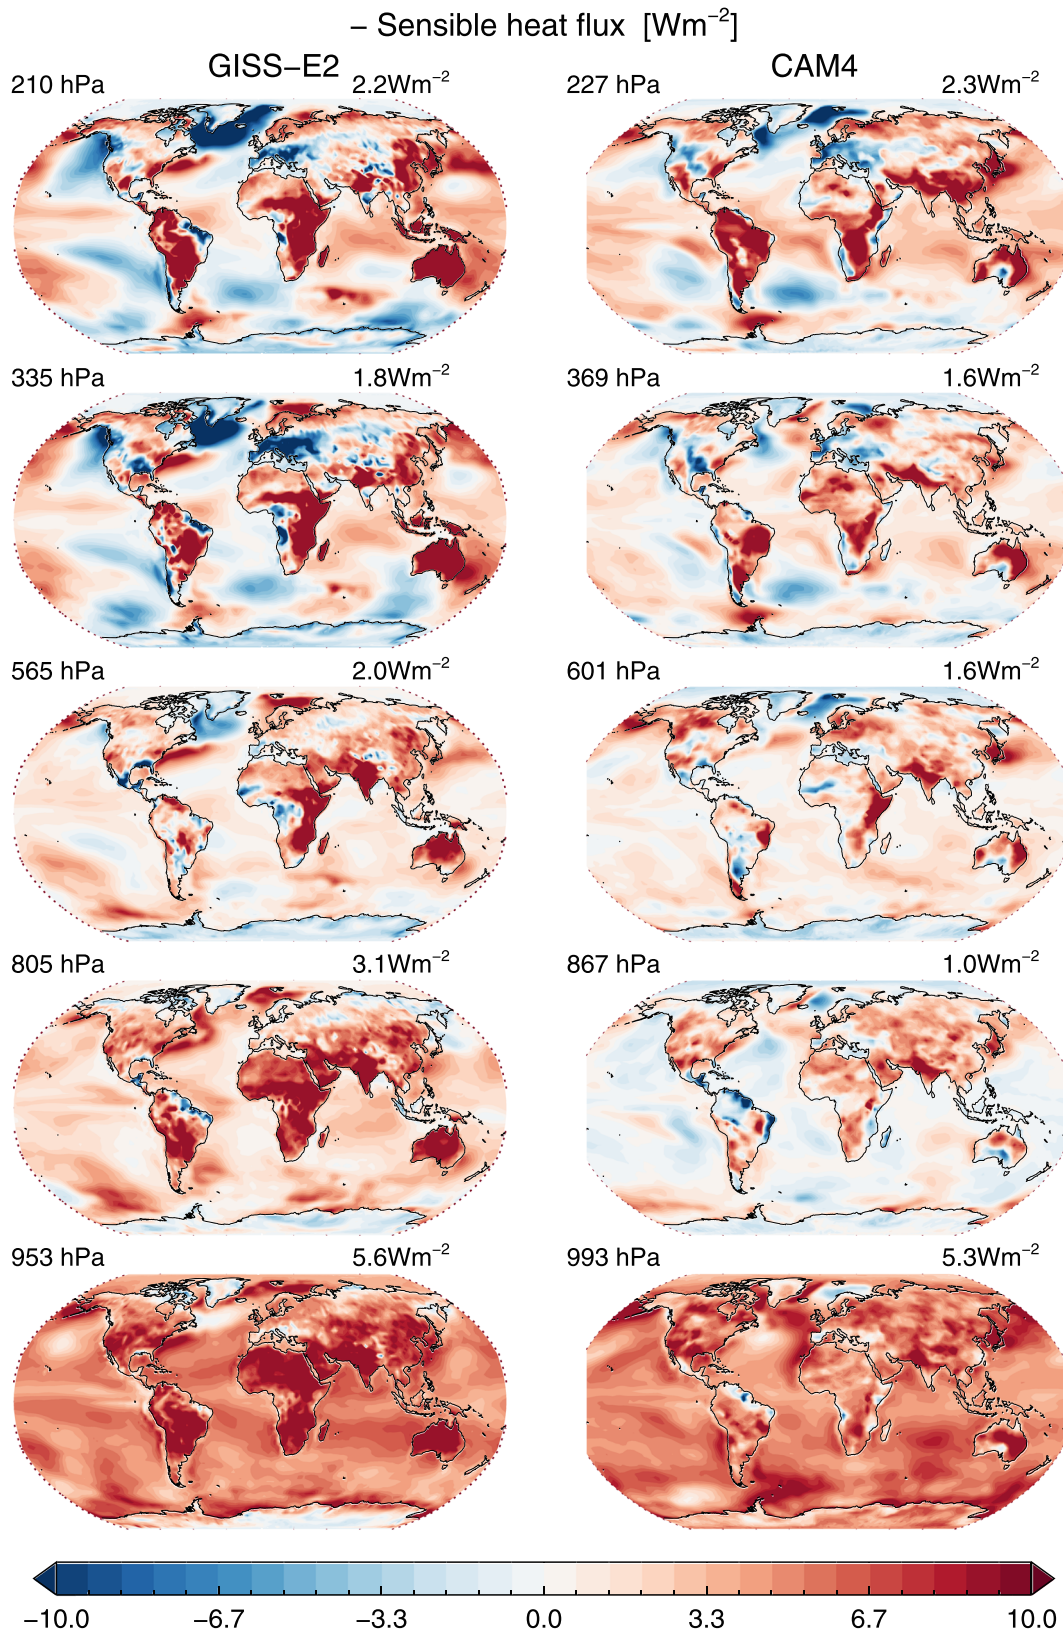 − Sensible heat flux [Wm−2]
GISS−E2 CAM4
210 hPa 2.2Wm−2 227 hPa 2.3Wm−2
335 hPa 1.8Wm−2 369 hPa 1.6Wm−2
565 hPa 2.0Wm−2 601 hPa 1.6Wm−2
805 hPa 3.1Wm−2 867 hPa 1.0Wm−2
953 hPa 5.6Wm−2 993 hPa 5.3Wm−2
−10.0 −6.7 −3.3 0.0 3.3 6.7 10.0